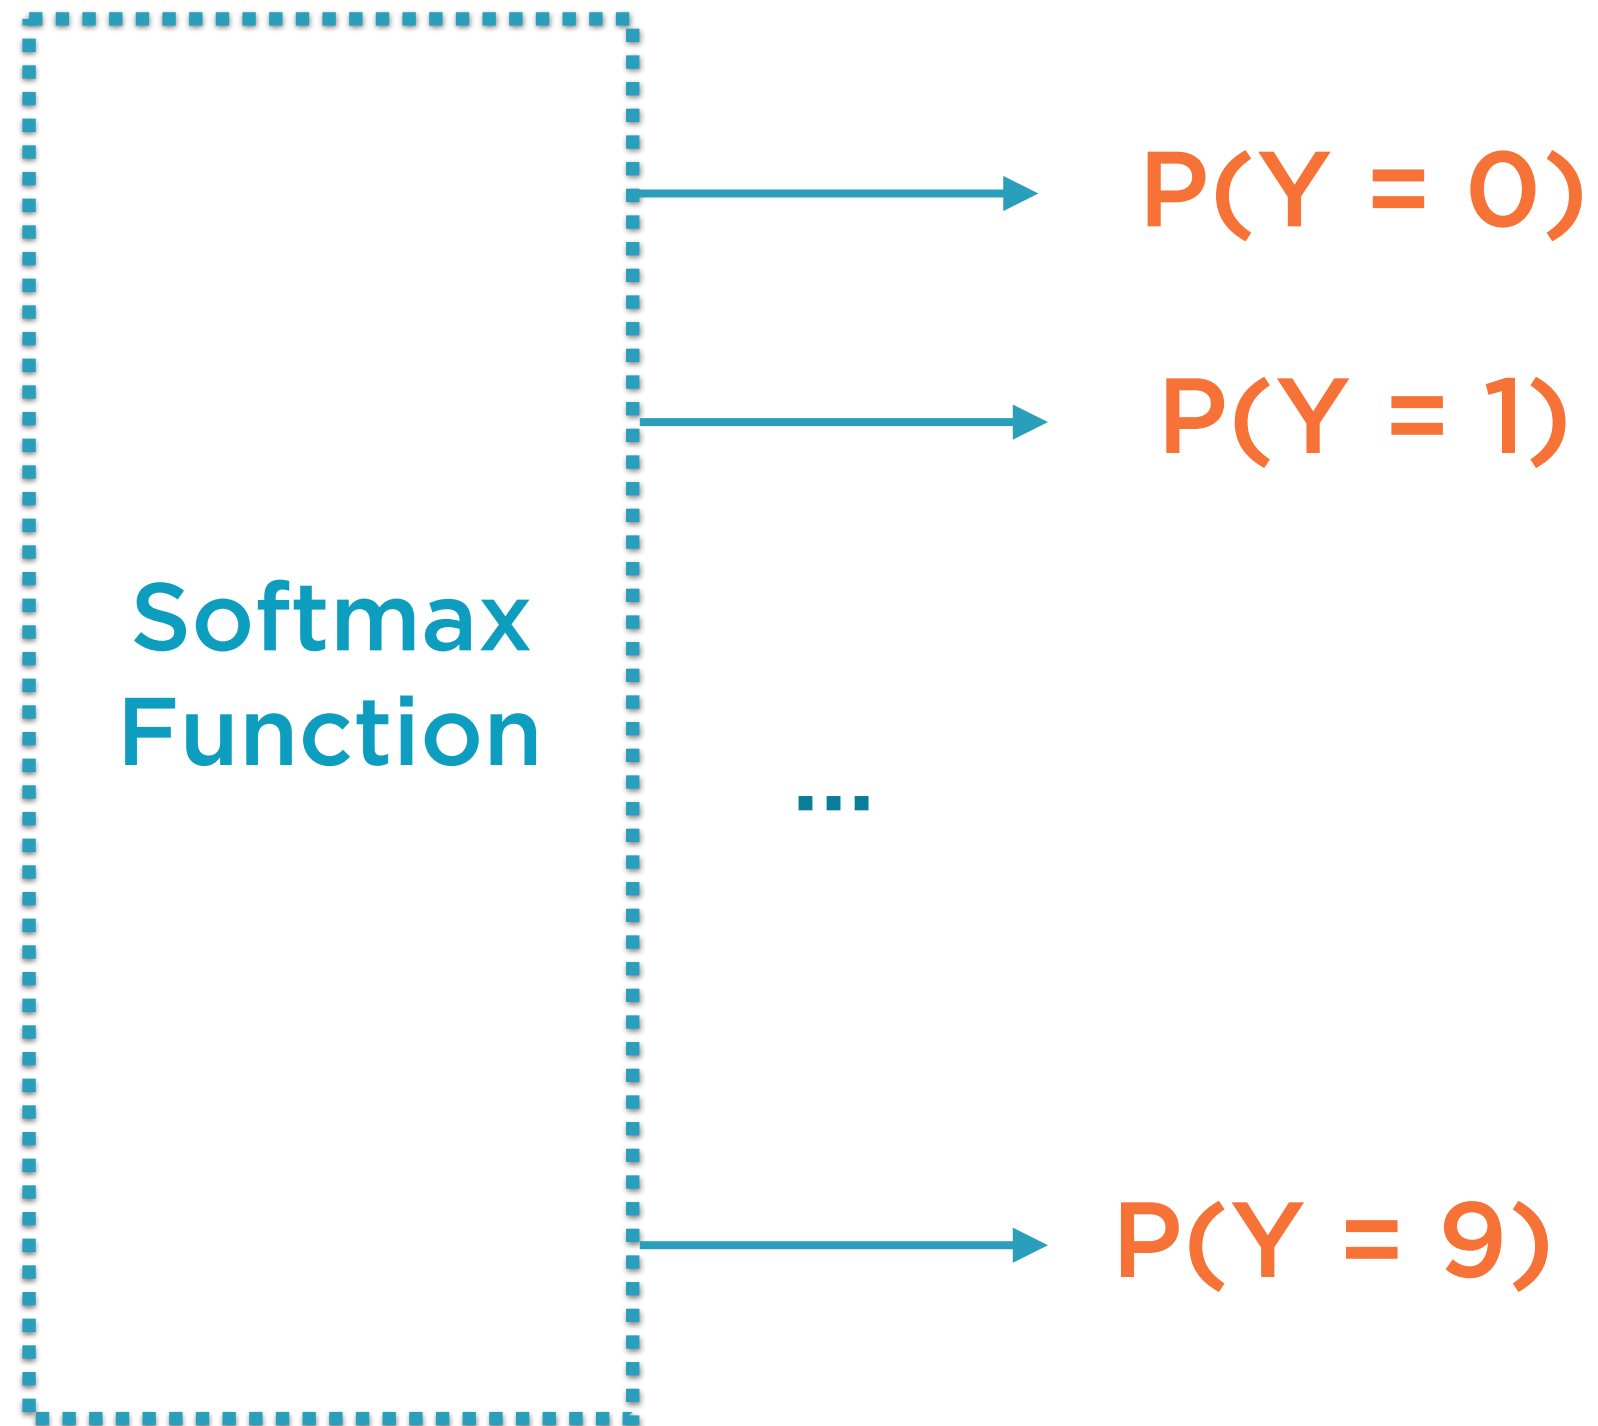 P(Y = 0)
P(Y = 1)
Softmax
Function
...
P(Y = 9)